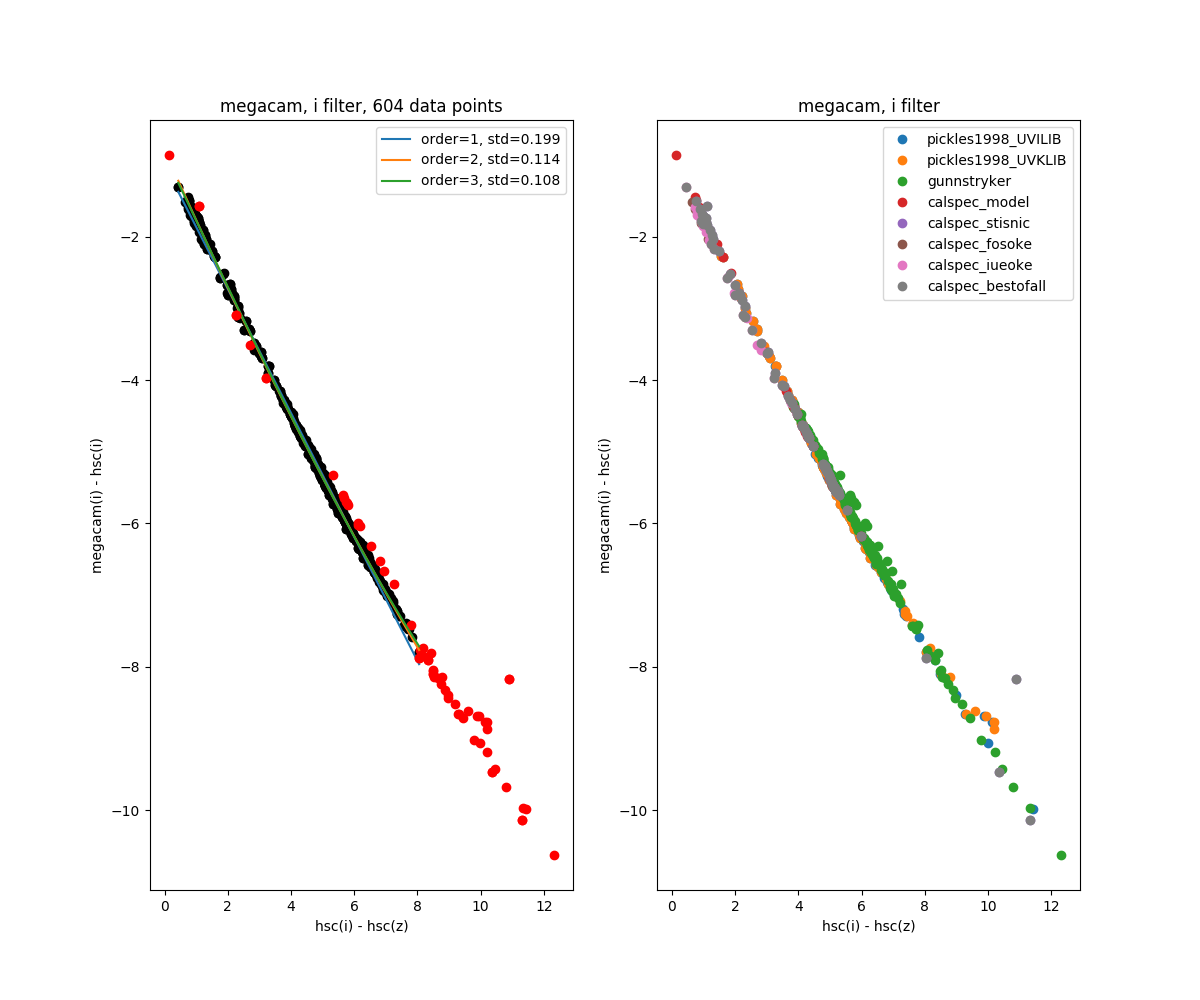 megacam, i filter, 604 data points
order=1, std=0.199
order=2, std=0.114
order=3, std=0.108
−2
−4
−6
−8
−10
megacam(i) - hsc(i)
0 2 4 6 8 10 12
hsc(i) - hsc(z)
megacam, i filter
pickles1998_UVILIB
pickles1998_UVKLIB
gunnstryker
calspec_model
calspec_stisnic
calspec_fosoke
calspec_iueoke
calspec_bestofall
−2
−4
−6
−8
−10
megacam(i) - hsc(i)
0 2 4 6 8 10 12
hsc(i) - hsc(z)